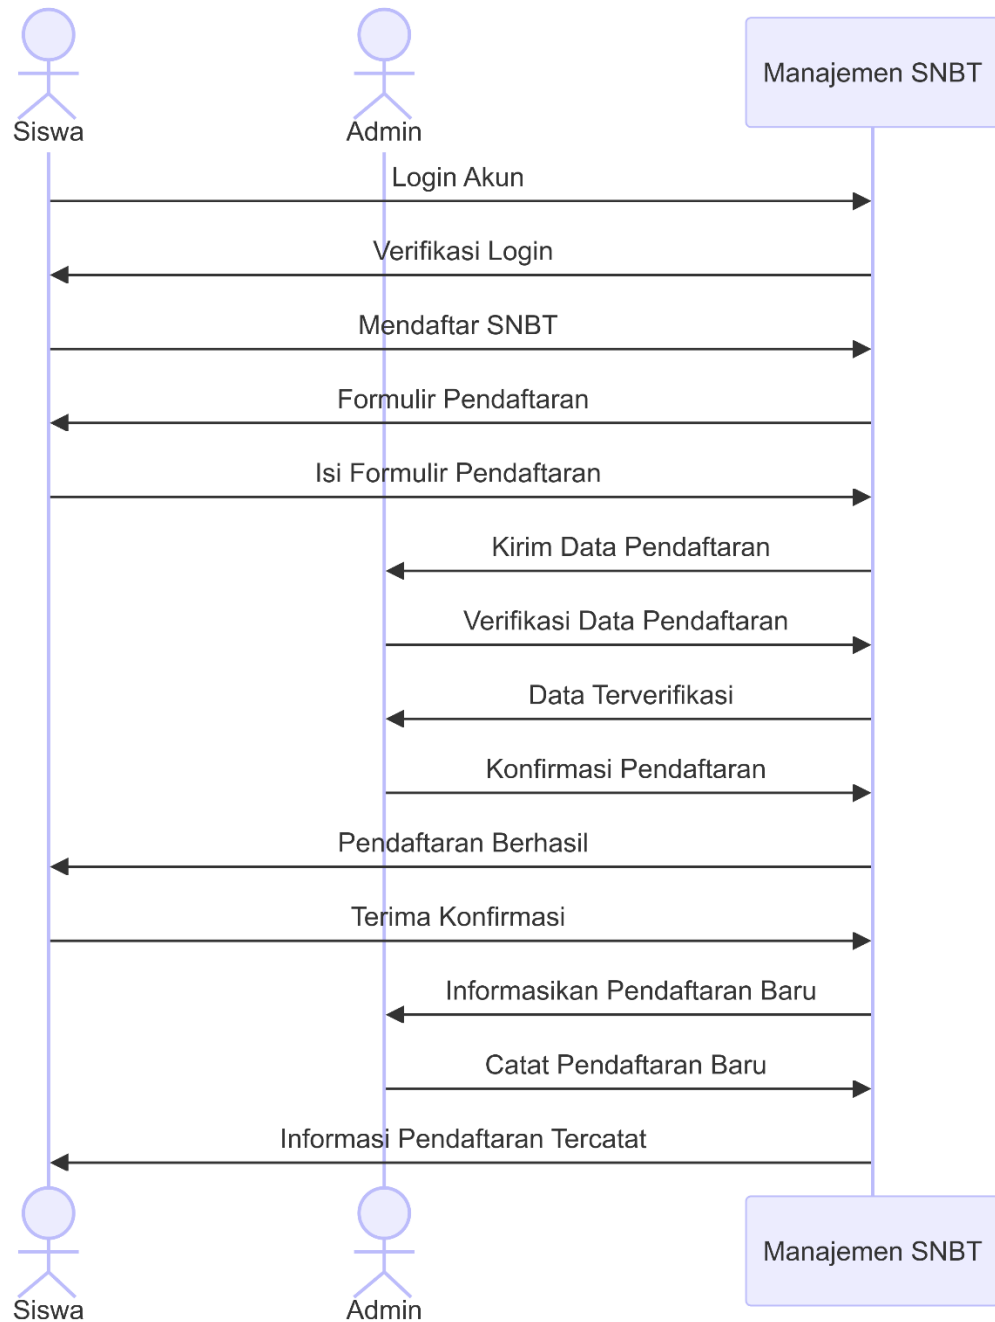 Manajemen SNBT
Siswa
Admin
Login Akun
Verifikasi Login
Mendaftar SNBT
Formulir Pendaftaran
Isi Formulir Pendaftaran
Kirim Data Pendaftaran
Verifikasi Data Pendaftaran
Data Terverifikasi
Konfirmasi Pendaftaran
Pendaftaran Berhasil
Terima Konfirmasi
Informasikan Pendaftaran Baru
Catat Pendaftaran Baru
Informasi Pendaftaran Tercatat
Manajemen SNBT
Siswa
Admin